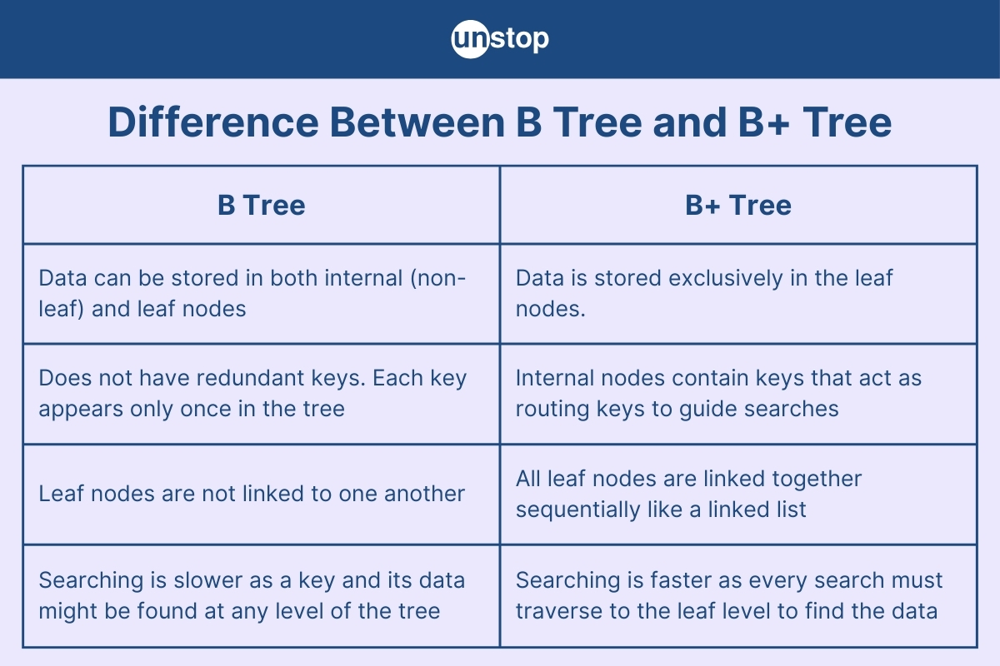 unstop
Difference Between B Tree and B+ Tree
B Tree
B+ Tree
Data can be stored in both internal (non-
leaf) and leaf nodes
Data is stored exclusively in the leaf
nodes.
Does not have redundant keys. Each key
appears only once in the tree
Internal nodes contain keys that act as
routing keys to guide searches
Leaf nodes are not linked to one another
All leaf nodes are linked together
sequentially like a linked list
Searching is slower as a key and its data
might be found at any level of the tree
Searching is faster as every search must
traverse to the leaf level to find the data